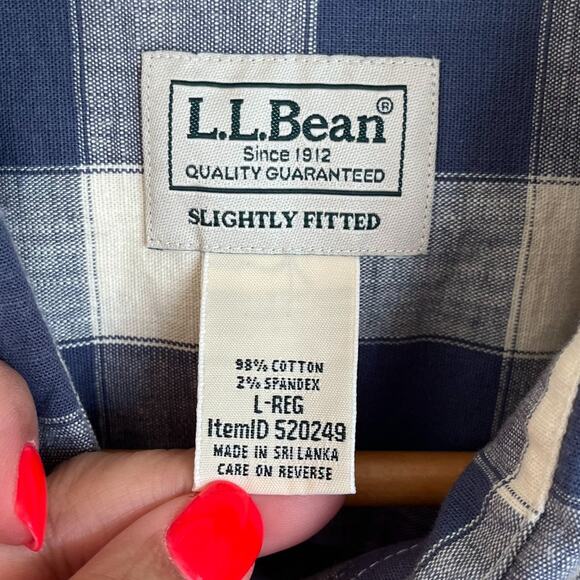 L.L.Bean®
Since 1912
QUALITY GUARANTEED
SLIGHTLY FITTED
98% COTTON
2% SPANDEX
L-REG
ItemID 520249
MADE IN SRI LANKA
CARE ON REVERSE